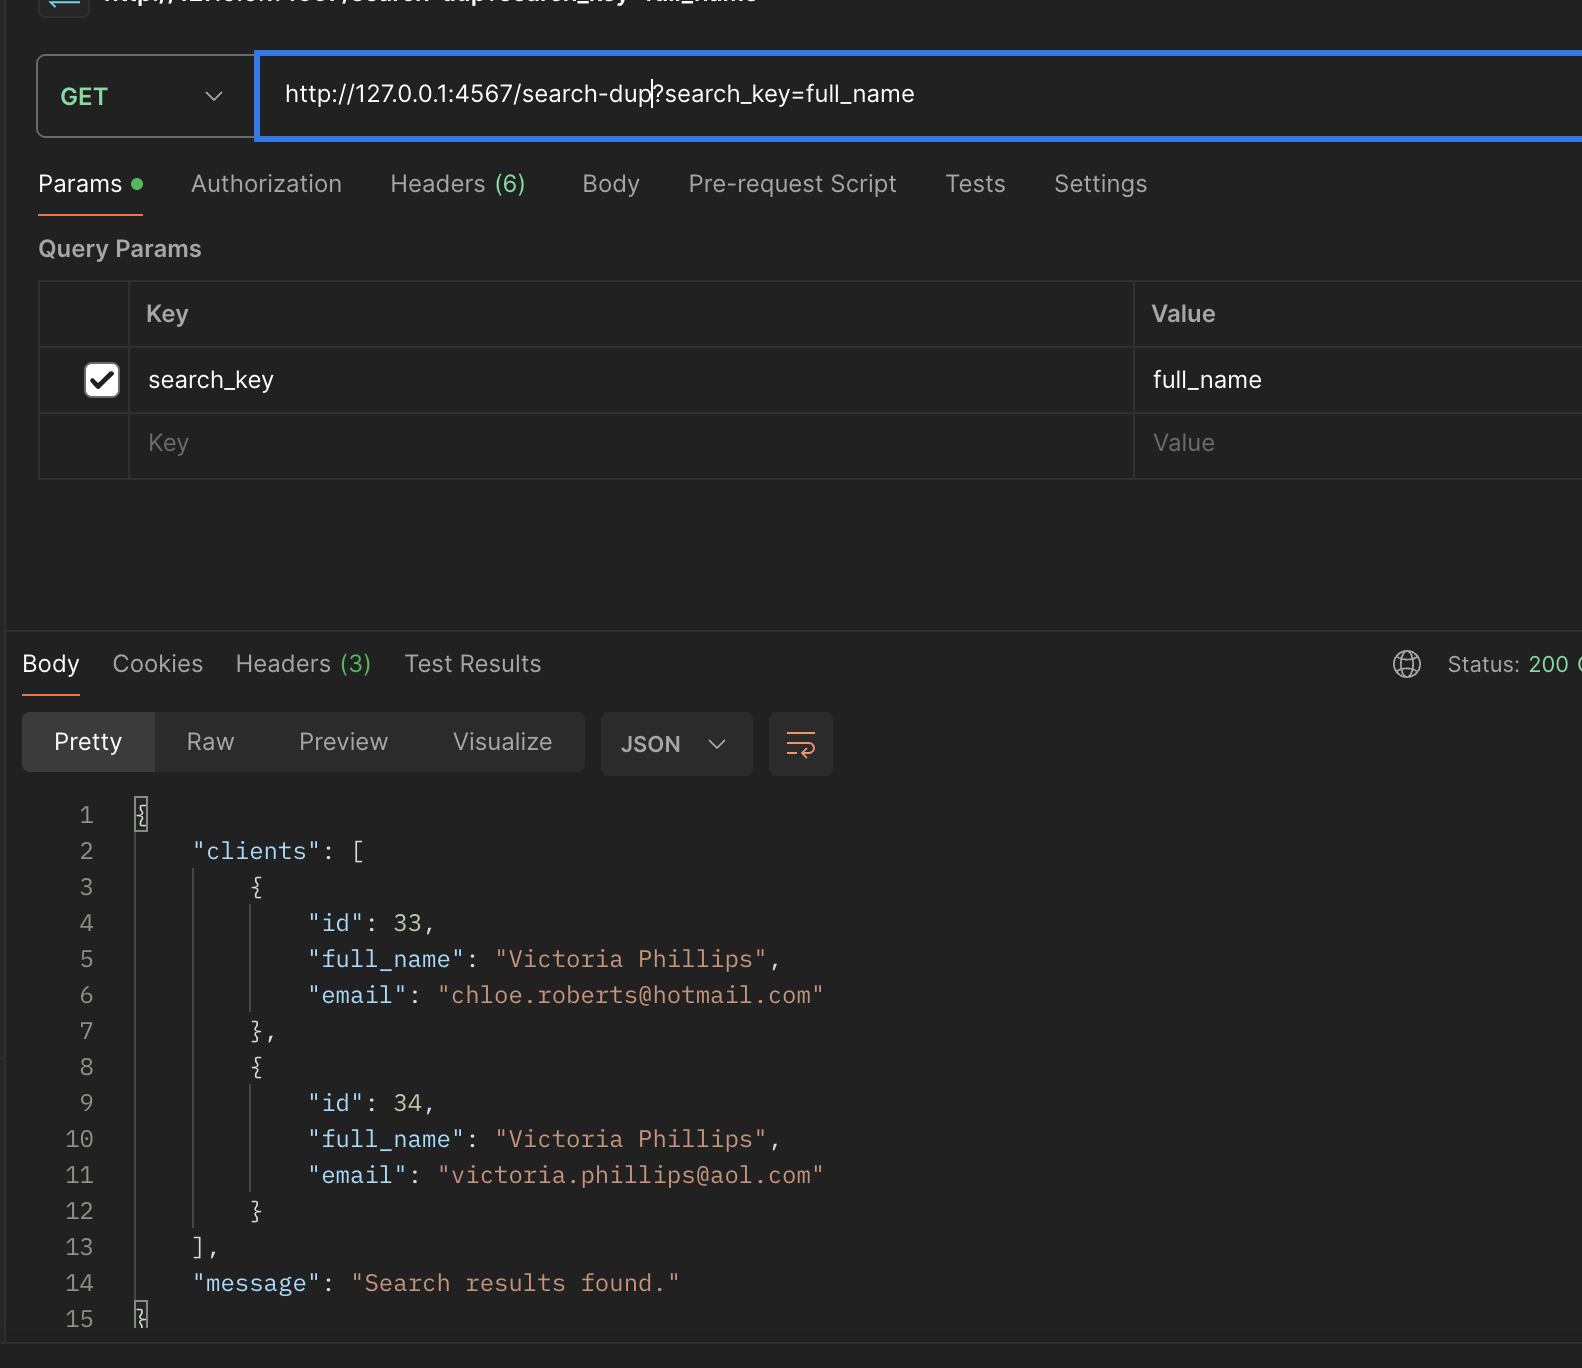 GET
http://127.0.0.1:4567/search-dup?search_key=full_name
Params Authorization Headers (6) Body Pre-request Script Tests Settings
Query Params
Key Value
search_key full_name
Key Value
Body Cookies Headers (3) Test Results Status: 200
Pretty Raw Preview Visualize JSON
1 {
2 "clients": [
3 {
4 "id": 33,
5 "full_name": "Victoria Phillips",
6 "email": "chloe.roberts@hotmail.com"
7 },
8 {
9 "id": 34,
10 "full_name": "Victoria Phillips",
11 "email": "victoria.phillips@aol.com"
12 }
13 ],
14 "message": "Search results found."
15 }